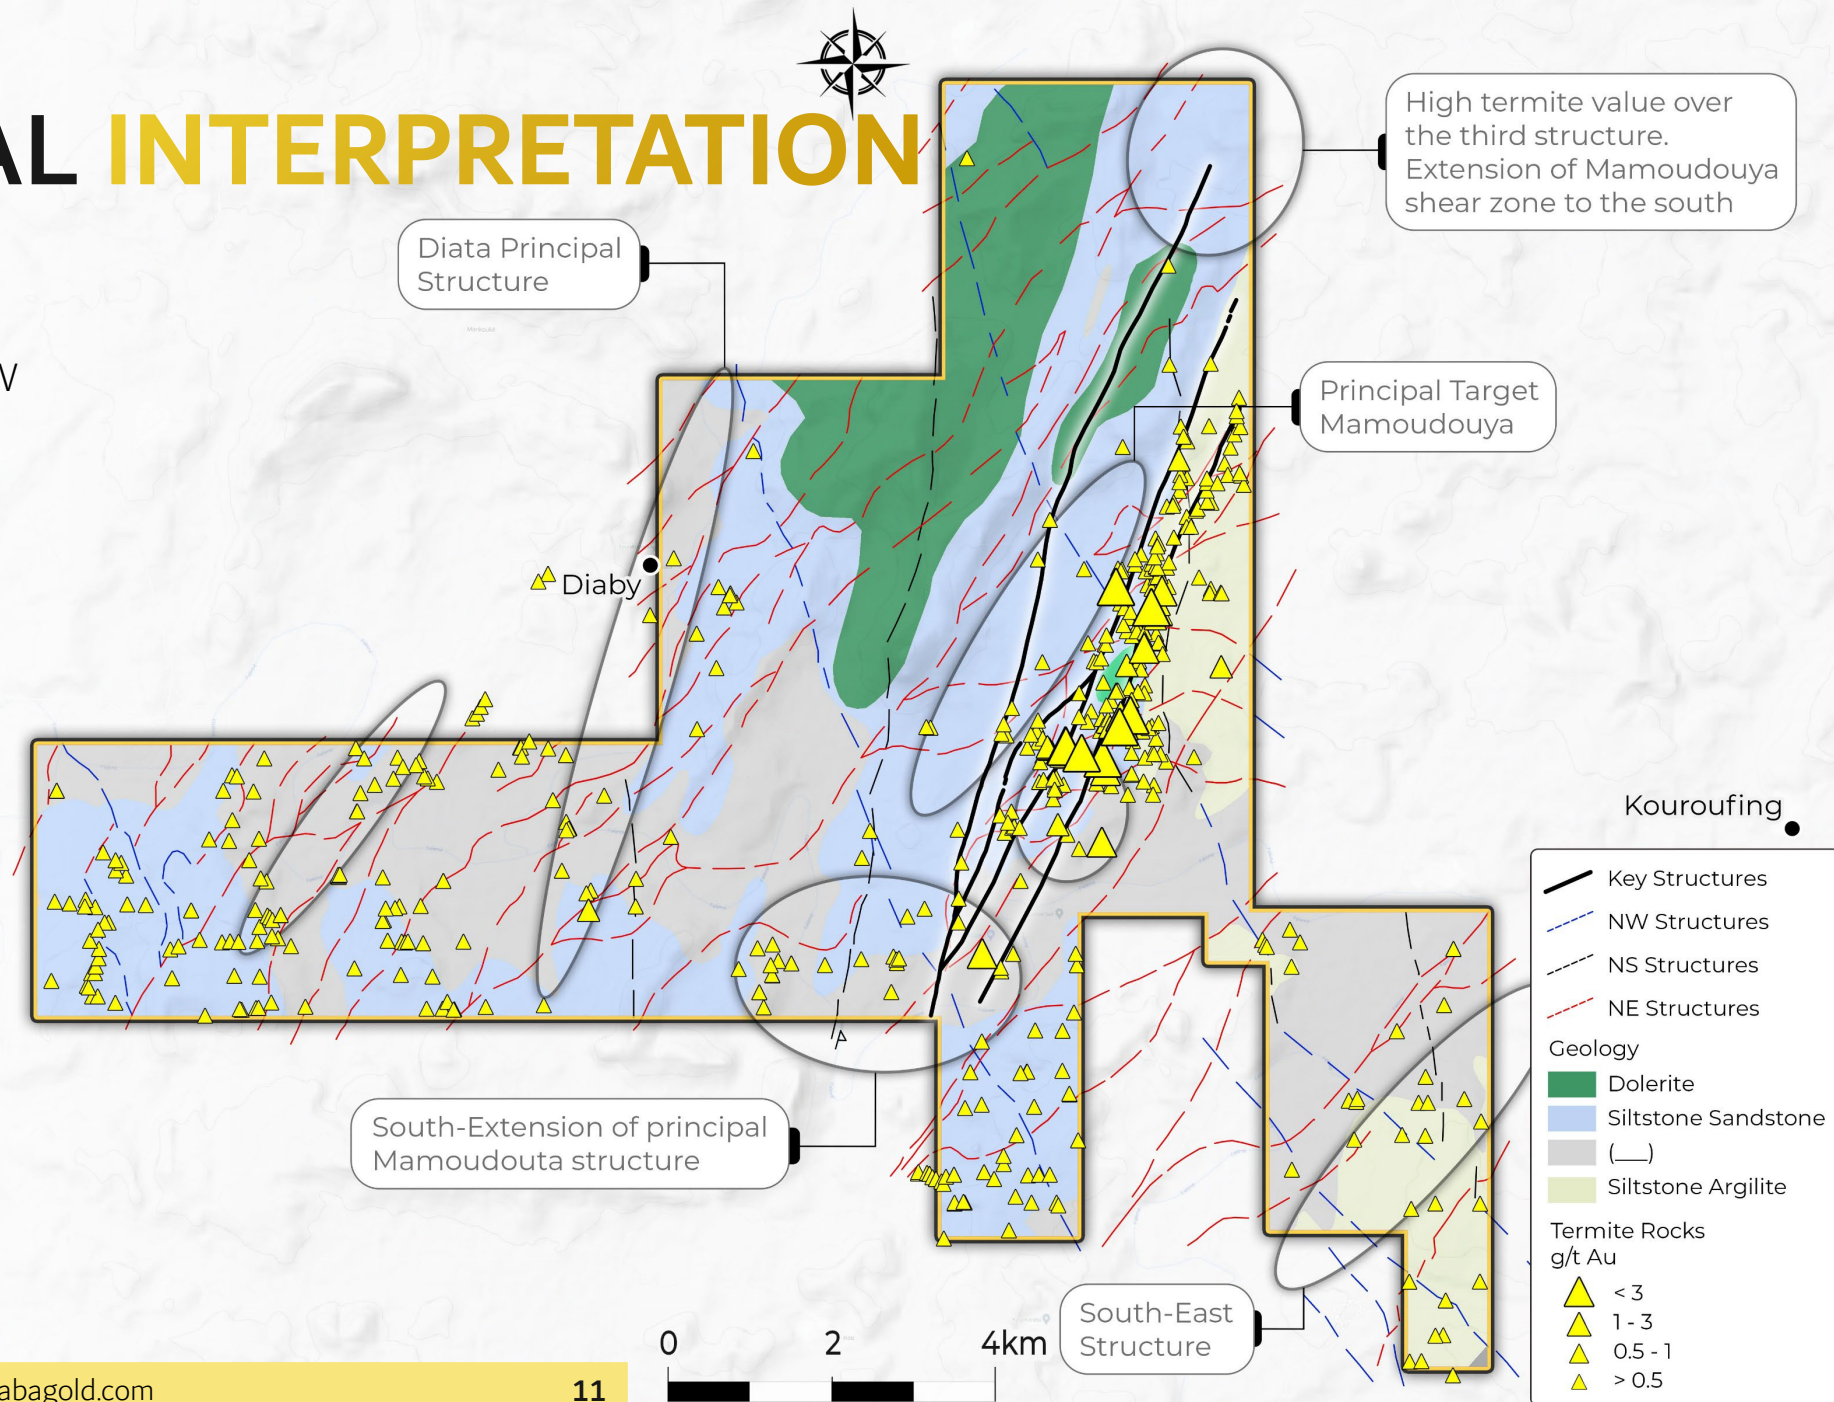 AL INTERPRETATION
W
High termite value over
the third structure.
Extension of Mamoudouya
shear zone to the south
Diata Principal
Structure
Principal Target
Mamoudouya
Diaby
Kouroufing
South-Extension of principal
Mamoudouta structure
South-East
Structure
Key Structures
NW Structures
NS Structures
NE Structures
Geology
Dolerite
Siltstone Sandstone
(___)
Siltstone Argilite
Termite Rocks
g/t Au
< 3
1 - 3
0.5 - 1
> 0.5
0 2 4km
abagold.com
11